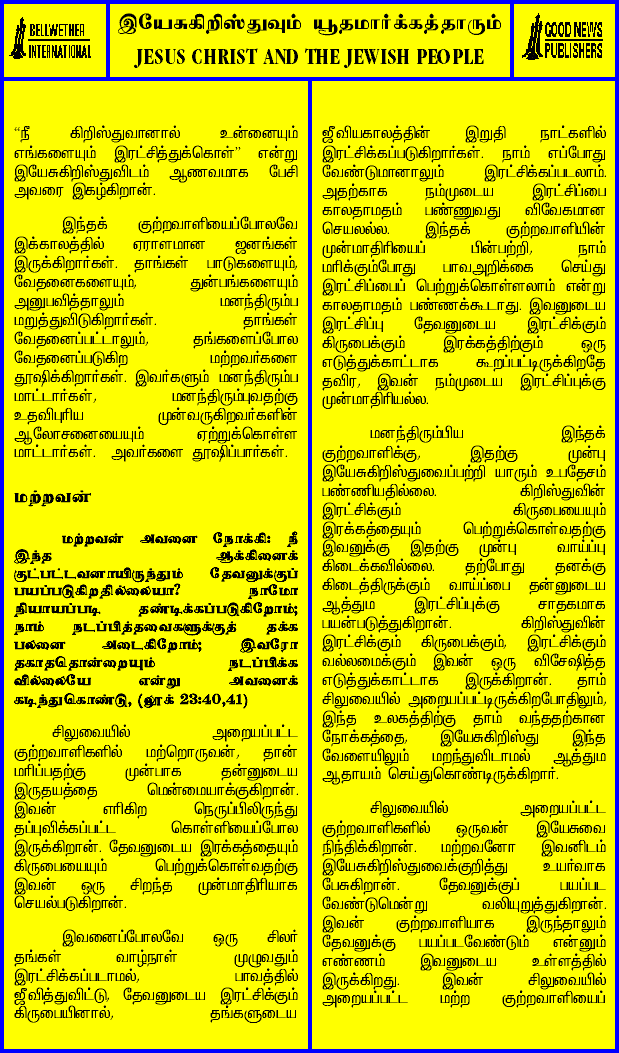 BELLWETHER
INTERNATIONAL
இயேசுகிறிஸ்துவும் யூதமார்க்கத்தாரும்
JESUS CHRIST AND THE JEWISH PEOPLE
GOOD NEWS
PUBLISHERS
“நீ கிறிஸ்துவானால் உன்னையும்
எங்களையும் இரட்சித்துக்கொள்” என்று
இயேசுகிறிஸ்துவிடம் ஆணவமாக பேசி
அவரை இகழ்கிறான்.
இந்தக் குற்றவாளியைப்போலவே
இக்காலத்தில் ஏராளமான ஜனங்கள்
இருக்கிறார்கள். தாங்கள் பாடுகளையும்,
வேதனைகளையும், துன்பங்களையும்
அனுபவித்தாலும் மனந்திரும்ப
மறுத்துவிடுகிறார்கள். தாங்கள்
வேதனைப்பட்டாலும், தங்களைப்போல
வேதனைப்படுகிற மற்றவர்களை
தூஷிக்கிறார்கள். இவர்களும் மனந்திரும்ப
மாட்டார்கள், மனந்திரும்புவதற்கு
உதவிபுரிய முன்வருகிறவர்களின்
ஆலோசனையையும் ஏற்றுக்கொள்ள
மாட்டார்கள். அவர்களை தூஷிப்பார்கள்.
மற்றவன்
மற்றவன் அவனை நோக்கி: நீ
இந்த ஆக்கினைக்
குட்பட்டவனாயிருந்தும் தேவனுக்குப்
பயப்படுகிறதில்லையா? நாமோ
நியாயப்படி தண்டிக்கப்படுகிறோம்;
நாம் நடப்பித்தவைகளுக்குத் தக்க
பலனை அடைகிறோம்; இவரோ
தகாததொன்றையும் நடப்பிக்க
வில்லையே என்று அவனைக்
கடிந்துகொண்டு, (லூக் 23:40,41)
சிலுவையில் அறையப்பட்ட
குற்றவாளிகளில் மற்றொருவன், தான்
மரிப்பதற்கு முன்பாக தன்னுடைய
இருதயத்தை மென்மையாக்குகிறான்.
இவன் எரிகிற நெருப்பிலிருந்து
தப்புவிக்கப்பட்ட கொள்ளியைப்போல
இருக்கிறான். தேவனுடைய இரக்கத்தையும்
கிருபையையும் பெற்றுக்கொள்வதற்கு
இவன் ஒரு சிறந்த முன்மாதிரியாக
செயல்படுகிறான்.
இவனைப்போலவே ஒரு சிலர்
தங்கள் வாழ்நாள் முழுவதும்
இரட்சிக்கப்படாமல், பாவத்தில்
ஜீவித்துவிட்டு, தேவனுடைய இரட்சிக்கும்
கிருபையினால், தங்களுடைய
ஜீவியகாலத்தின் இறுதி நாட்களில்
இரட்சிக்கப்படுகிறார்கள். நாம் எப்போது
வேண்டுமானாலும் இரட்சிக்கப்படலாம்.
அதற்காக நம்முடைய இரட்சிப்பை
காலதாமதம் பண்ணுவது விவேகமான
செயலல்ல. இந்தக் குற்றவாளியின்
முன்மாதிரியைப் பின்பற்றி, நாம்
மரிக்கும்போது பாவஅறிக்கை செய்து
இரட்சிப்பைப் பெற்றுக்கொள்ளலாம் என்று
காலதாமதம் பண்ணக்கூடாது. இவனுடைய
இரட்சிப்பு தேவனுடைய இரட்சிக்கும்
கிருபைக்கும் இரக்கத்திற்கும் ஒரு
எடுத்துக்காட்டாக கூறப்பட்டிருக்கிறதே
தவிர, இவன் நம்முடைய இரட்சிப்புக்கு
முன்மாதிரியல்ல.
மனந்திரும்பிய இந்தக்
குற்றவாளிக்கு, இதற்கு முன்பு
இயேசுகிறிஸ்துவைப்பற்றி யாரும் உபதேசம்
பண்ணியதில்லை. கிறிஸ்துவின்
இரட்சிக்கும் கிருபையையும்
இரக்கத்தையும் பெற்றுக்கொள்வதற்கு
இவனுக்கு இதற்கு முன்பு வாய்ப்பு
கிடைக்கவில்லை. தற்போது தனக்கு
கிடைத்திருக்கும் வாய்ப்பை தன்னுடைய
ஆத்தும இரட்சிப்புக்கு சாதகமாக
பயன்படுத்துகிறான். கிறிஸ்துவின்
இரட்சிக்கும் கிருபைக்கும், இரட்சிக்கும்
வல்லமைக்கும் இவன் ஒரு விசேஷித்த
எடுத்துக்காட்டாக இருக்கிறான். தாம்
சிலுவையில் அறையப்பட்டிருக்கிறபோதிலும்,
இந்த உலகத்திற்கு தாம் வந்ததற்கான
நோக்கத்தை, இயேசுகிறிஸ்து இந்த
வேளையிலும் மறந்துவிடாமல் ஆத்தும
ஆதாயம் செய்துகொண்டிருக்கிறார்.
சிலுவையில் அறையப்பட்ட
குற்றவாளிகளில் ஒருவன் இயேசுவை
நிந்திக்கிறான். மற்றவனோ இவனிடம்
இயேசுகிறிஸ்துவைக்குறித்து உயர்வாக
பேசுகிறான். தேவனுக்குப் பயப்பட
வேண்டுமென்று வலியுறுத்துகிறான்.
இவன் குற்றவாளியாக இருந்தாலும்
தேவனுக்கு பயப்படவேண்டும் என்னும்
எண்ணம் இவனுடைய உள்ளத்தில்
இருக்கிறது. இவன் சிலுவையில்
அறையப்பட்ட மற்ற குற்றவாளியைப்